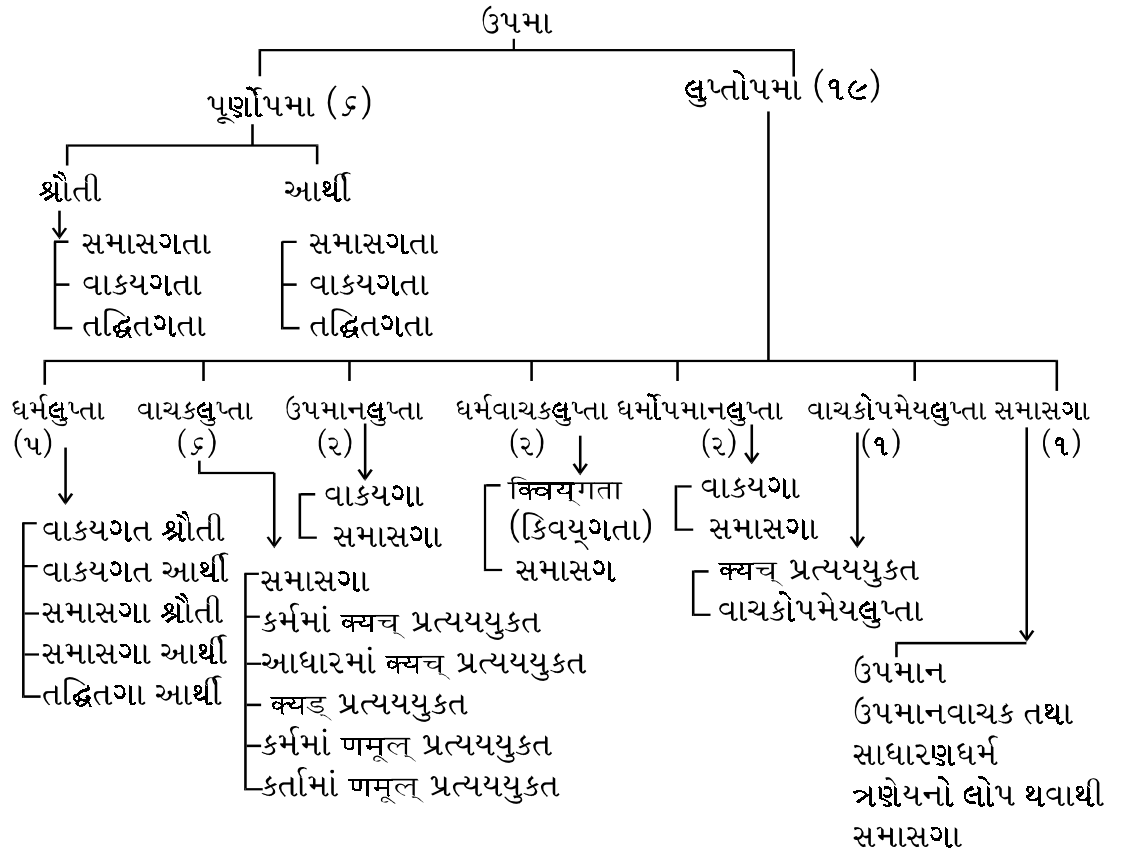 ઉપમા
પૂર્ણોપમા (૬)
લુપ્તોપમા (૧૯)
શ્રૌતી
આર્થી
સમાસગતા
વાકયગતા
તદ્ધિતગતા
સમાસગતા
વાકયગતા
તદ્ધિતગતા
ધર્મલુપ્તા
(૫)
વાકયગત શ્રૌતી
વાકયગત આર્થી
સમાસગા શ્રૌતી
સમાસગા આર્થી
તદ્ધિતગા આર્થી
વાચકલુપ્તા
(૬)
સમાસગા
કર્મમાં क्यच् પ્રત્યયયુકત
આધારમાં क्यच् પ્રત્યયયુકત
क्यड् પ્રત્યયયુકત
કર્મમાં णमूल् પ્રત્યયયુકત
કર્તામાં णमूल् પ્રત્યયયુકત
ઉપમાનલુપ્તા
(૨)
વાકયગા
સમાસગા
ધર્મવાચકલુપ્તા
(૨)
क्विय्गता
(કિવય્ગતા)
સમાસગ
ધર્મોપમાનલુપ્તા
(૨)
વાકયગા
સમાસગા
વાચકોપમેયલુપ્તા
(૧)
क्यच् પ્રત્યયયુકત
વાચકોપમેયલુપ્તા
સમાસગા
(૧)
ઉપમાન
ઉપમાનવાચક તથા
સાધારણધર્મ
ત્રણેયનો લોપ થવાથી
સમાસગા